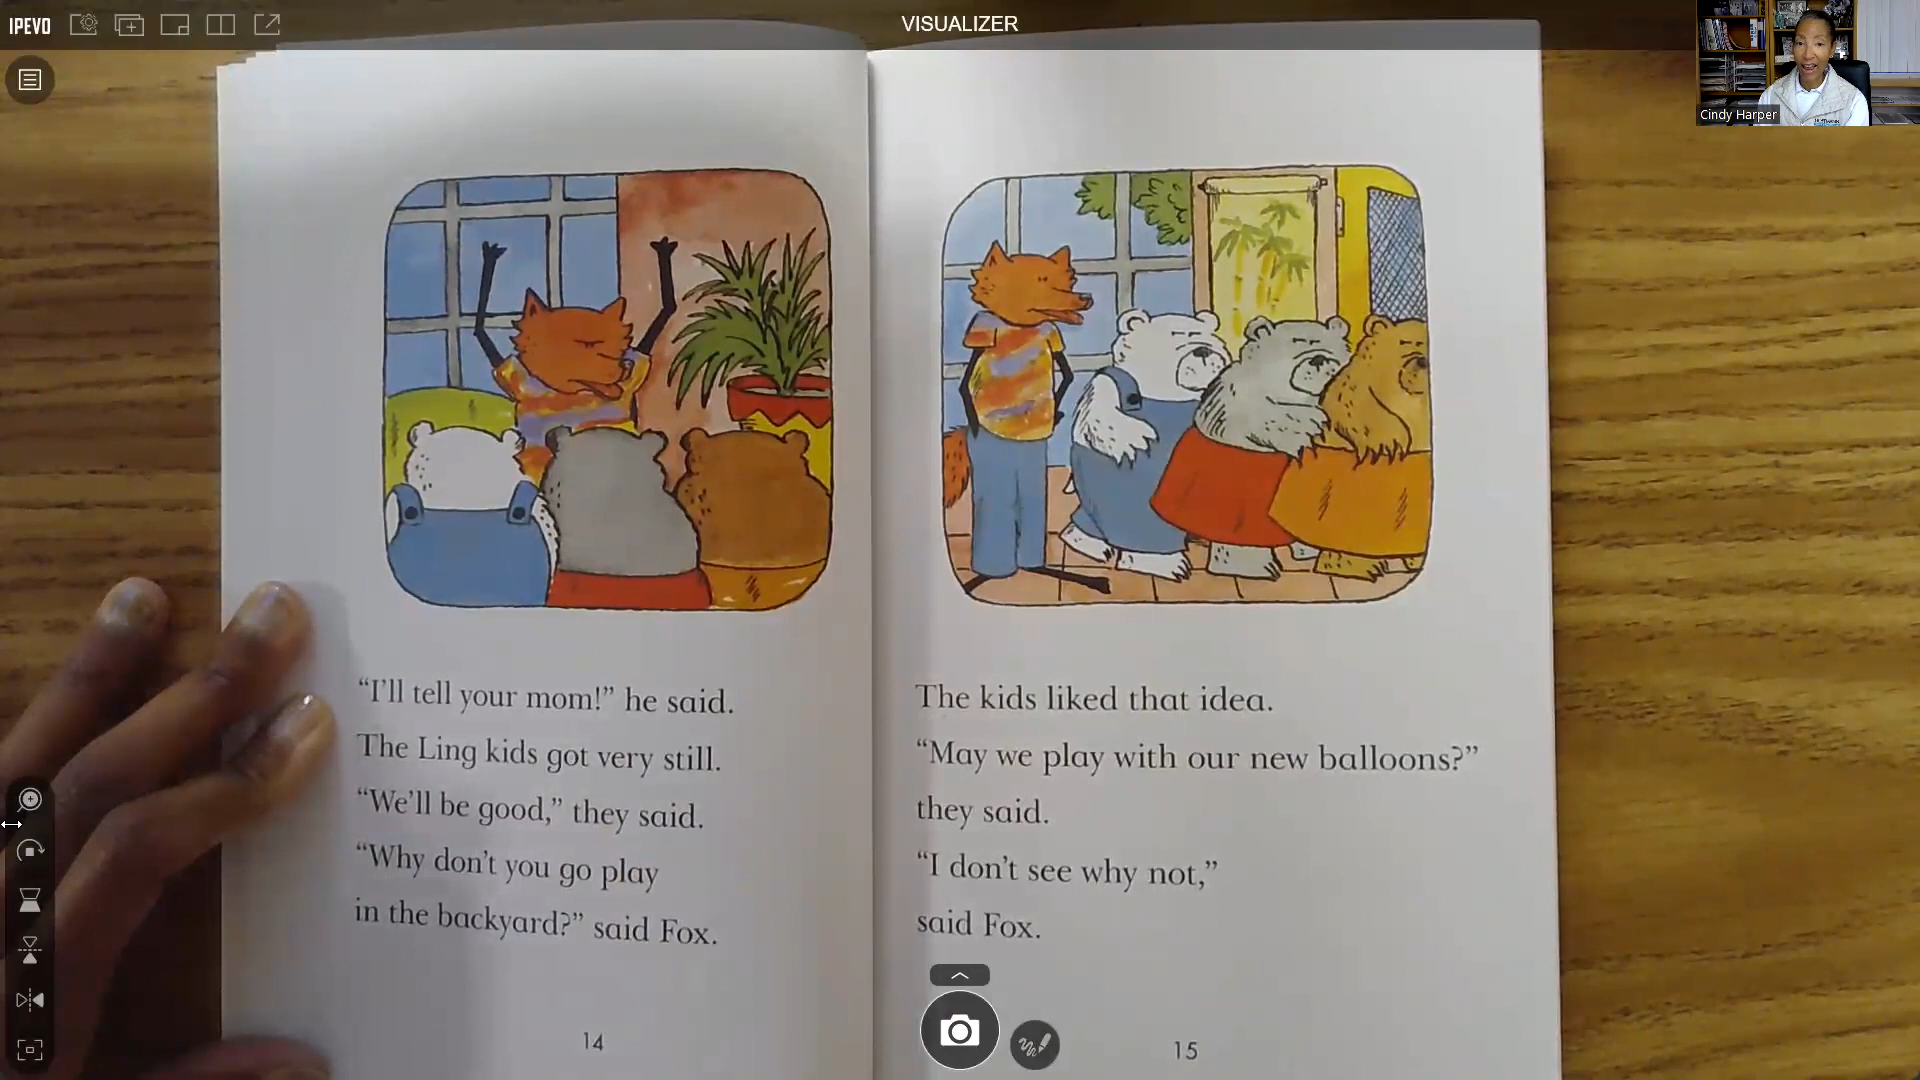 IPEVO
VISUALIZER
Cindy Harper
“I’ll tell your mom!” he said.
The Ling kids got very still.
“We’ll be good,” they said.
“Why don’t you go play
in the backyard?” said Fox.
14
The kids liked that idea.
“May we play with our new balloons?”
they said.
“I don’t see why not,”
said Fox.
15